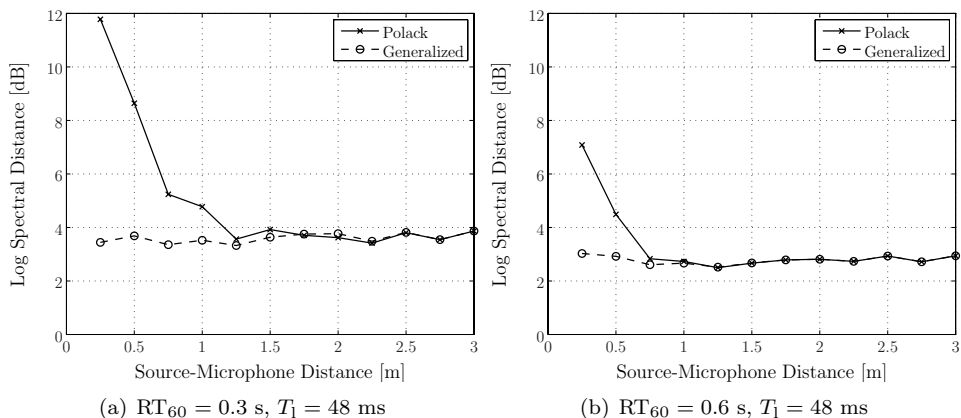 12
10
8
6
4
2
0
Log Spectral Distance [dB]
Polack
Generalized
0 0.5 1 1.5 2 2.5 3
Source-Microphone Distance [m]
(a) RT60 = 0.3 s, Tl = 48 ms
12
10
8
6
4
2
0
Log Spectral Distance [dB]
Polack
Generalized
0 0.5 1 1.5 2 2.5 3
Source-Microphone Distance [m]
(b) RT60 = 0.6 s, Tl = 48 ms